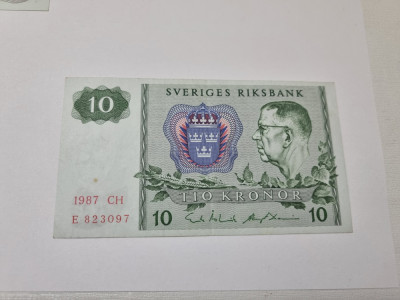 SVERIGES RIKSBANK
10
1987 CH
E 823097
TIO KRONOR
10
10